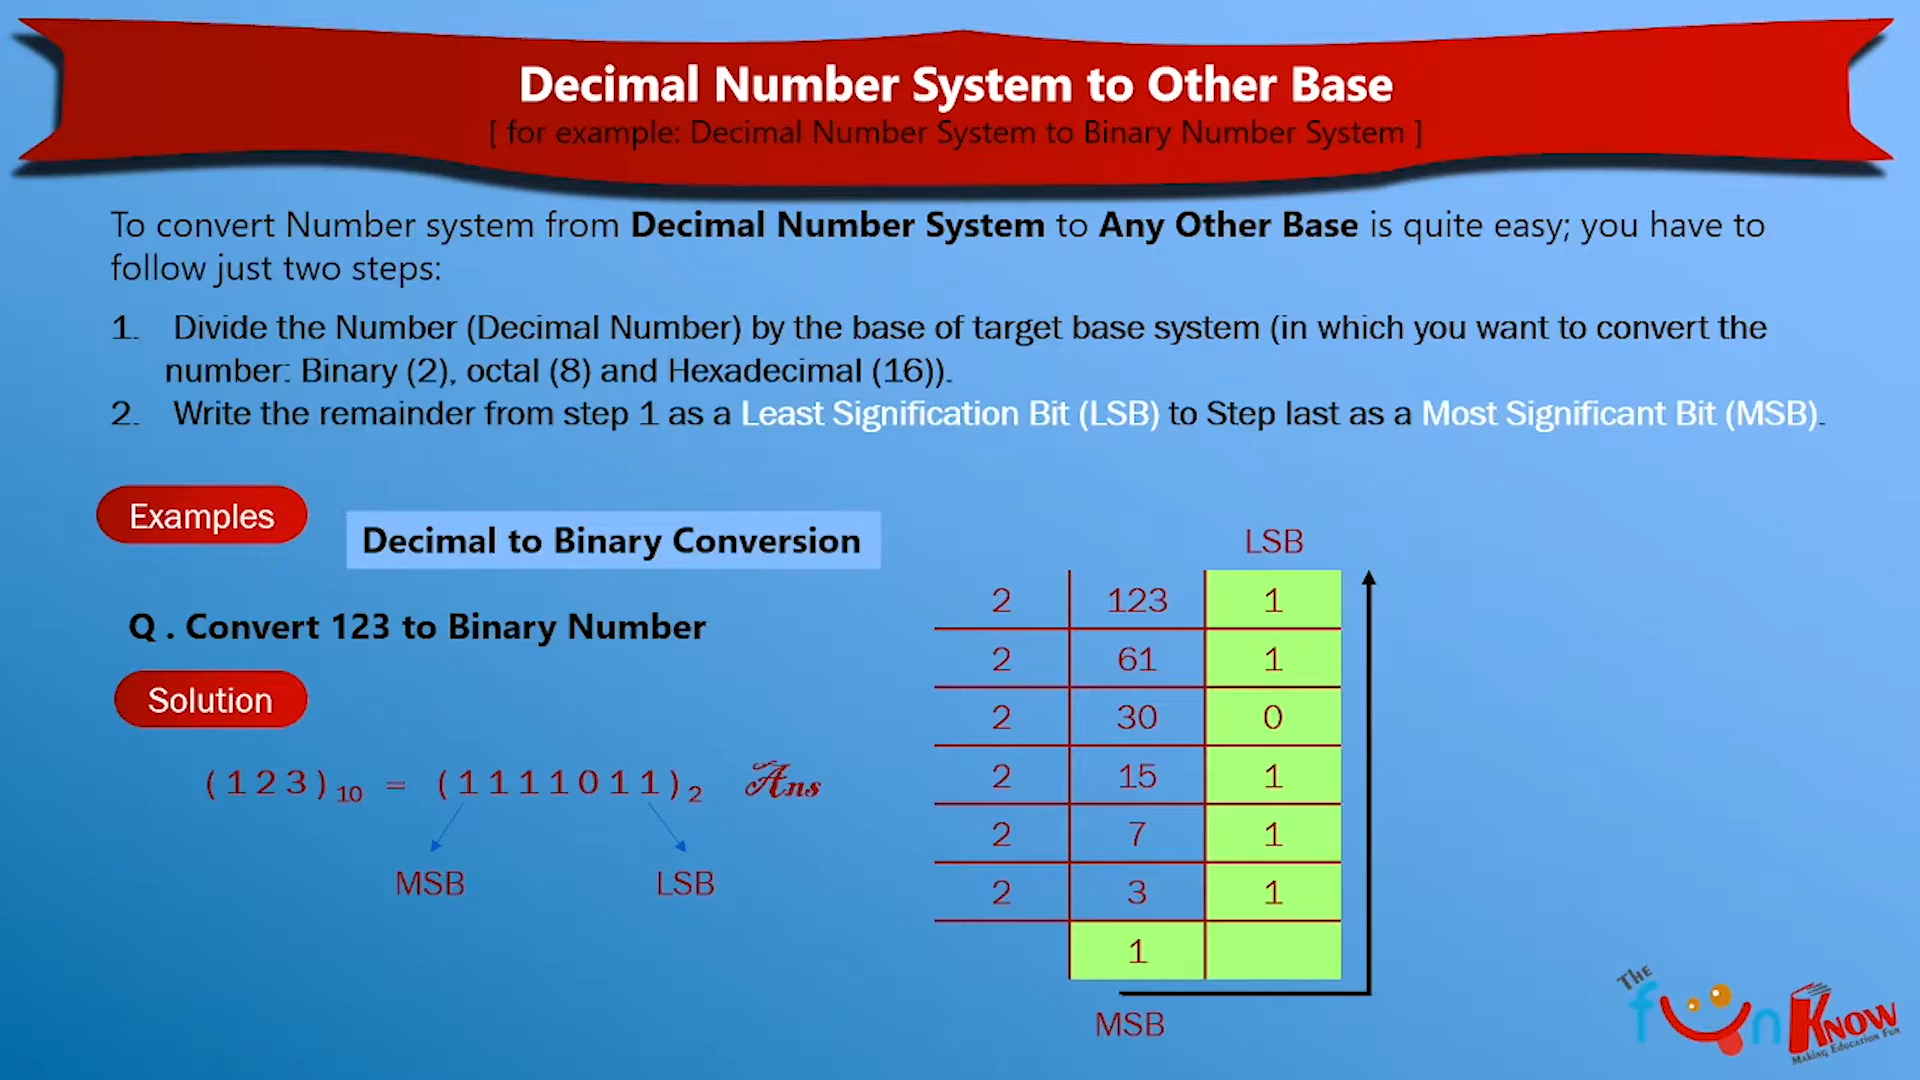 Decimal Number System to Other Base
[ for example: Decimal Number System to Binary Number System ]
To convert Number system from Decimal Number System to Any Other Base is quite easy; you have to
follow just two steps:
1. Divide the Number (Decimal Number) by the base of target base system (in which you want to convert the
number: Binary (2), octal (8) and Hexadecimal (16)).
2. Write the remainder from step 1 as a Least Signification Bit (LSB) to Step last as a Most Significant Bit (MSB).
Examples
Decimal to Binary Conversion
Q . Convert 123 to Binary Number
Solution
(123)10 = (1111011)2 Ans
MSB LSB
LSB
2 123 1
2 61 1
2 30 0
2 15 1
2 7 1
2 3 1
1
MSB
The fun Know
Making Education Fun